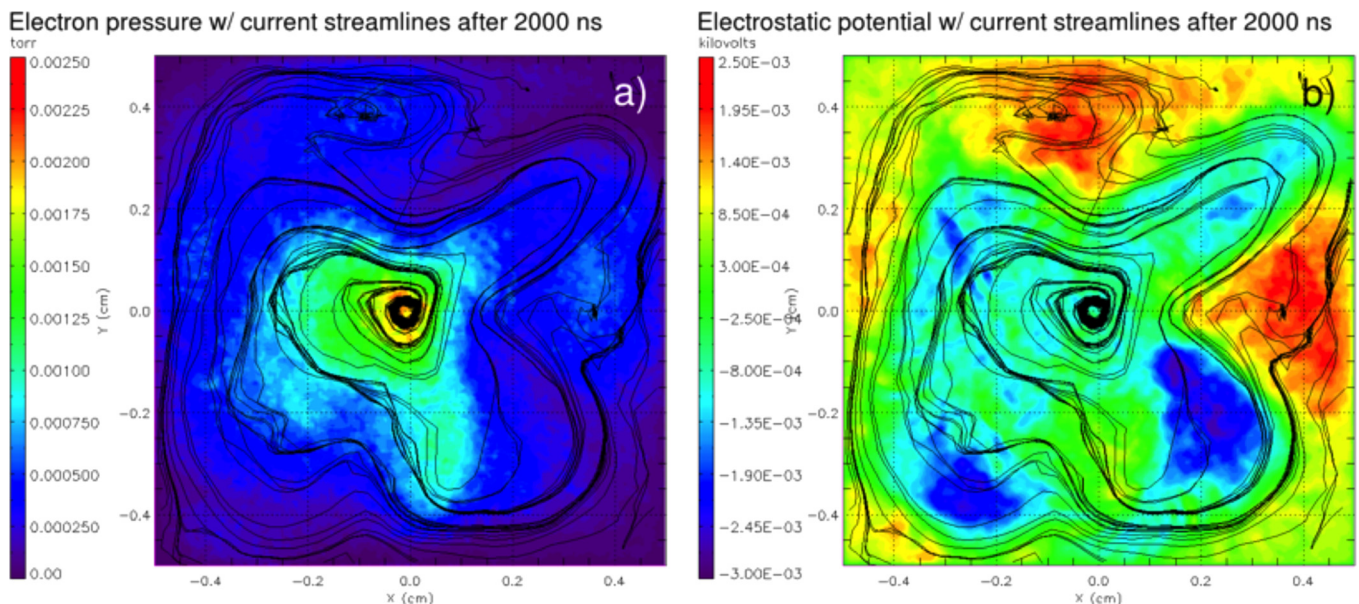 Electron pressure w/ current streamlines after 2000 ns
torr
0.00250
0.00225
0.00200
0.00175
0.00150
0.00125
0.00100
0.000750
0.000500
0.000250
0.00
a)
0.4
0.2
0.0
−0.2
−0.4
Y (cm)
−0.4
−0.2
0.0
0.2
0.4
X (cm)
Electrostatic potential w/ current streamlines after 2000 ns
kilovolts
2.50E−03
1.95E−03
1.40E−03
8.50E−04
3.00E−04
−2.50E−04
−8.00E−04
−1.35E−03
−1.90E−03
−2.45E−03
−3.00E−03
b)
0.4
0.2
0.0
−0.2
−0.4
Y (cm)
−0.4
−0.2
0.0
0.2
0.4
X (cm)